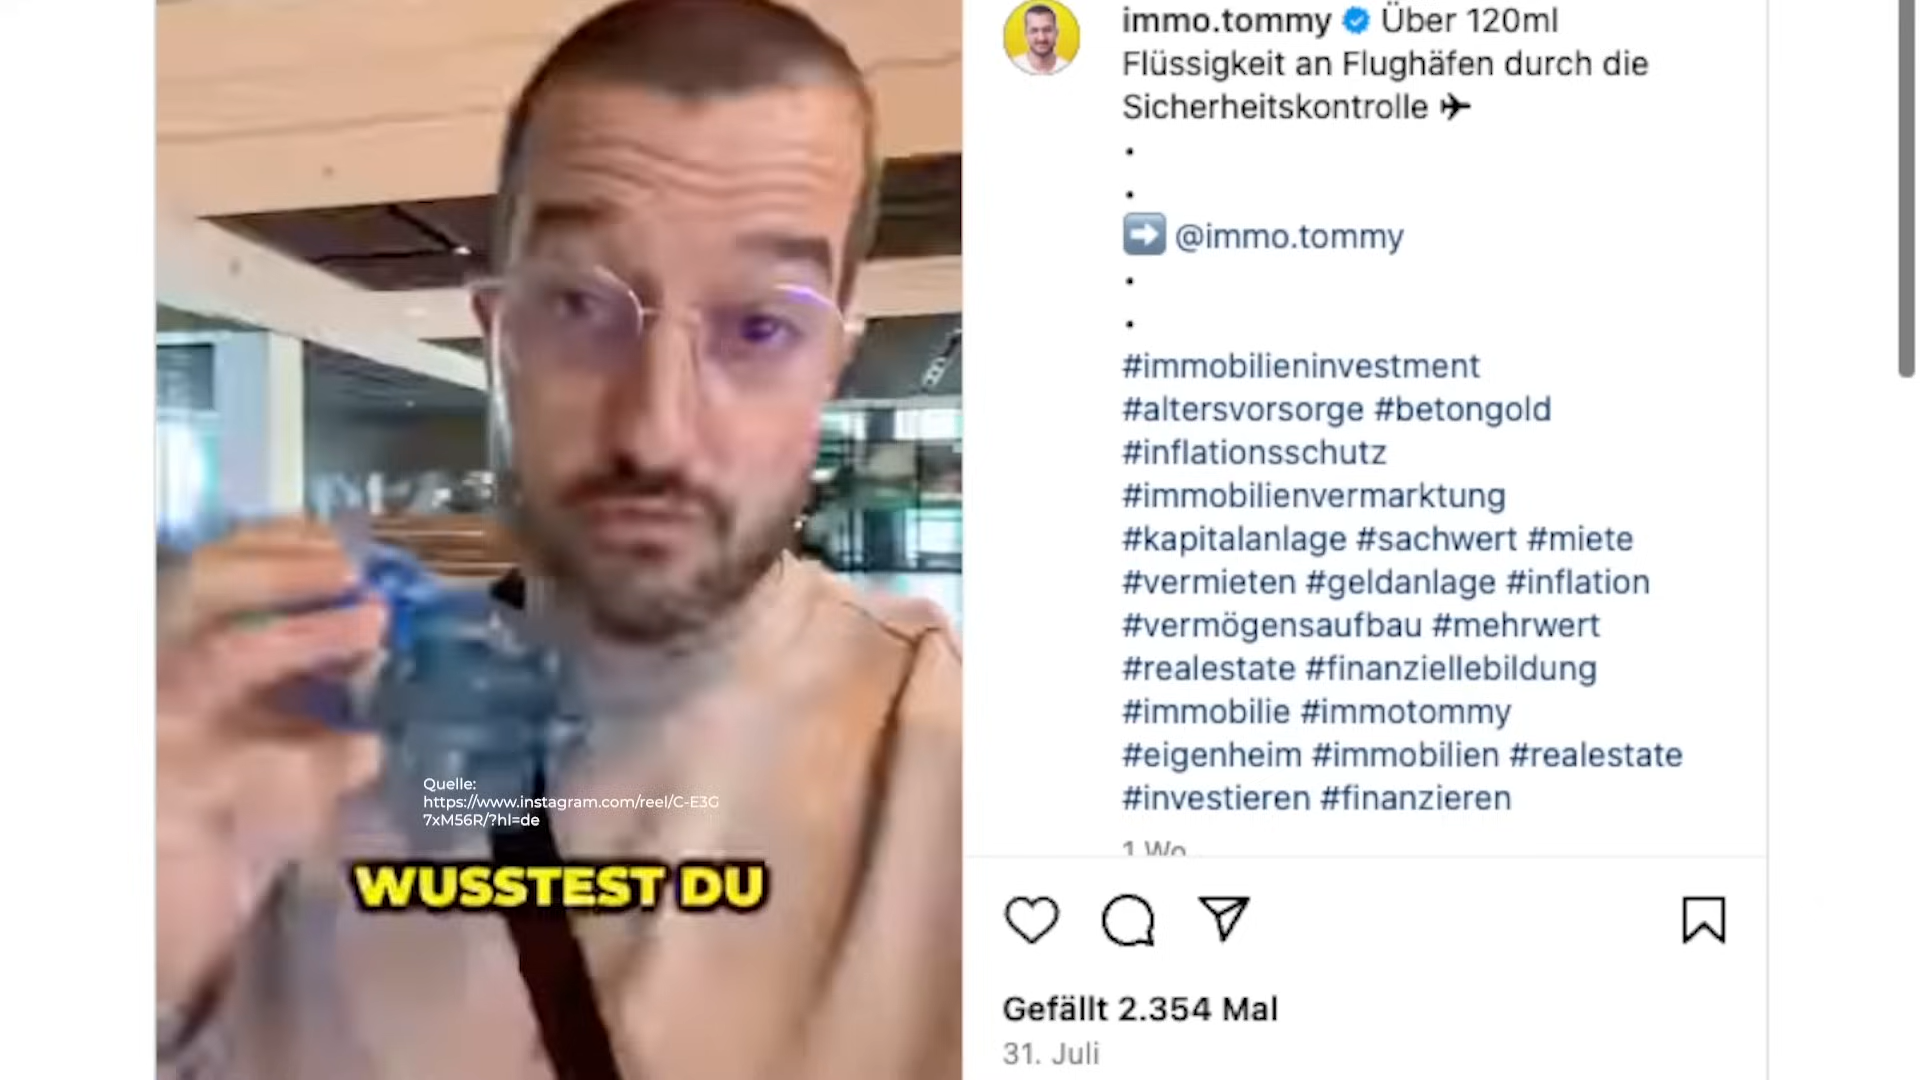 Quelle:
https://www.instagram.com/reel/C-E3G
7xM56R/?hl=de
WUSSTEST DU
immo.tommy Über 120ml
Flüssigkeit an Flughäfen durch die
Sicherheitskontrolle ✈
.
.
➡ @immo.tommy
.
.
#immobilieninvestment
#altersvorsorge #betongold
#inflationsschutz
#immobilienvermarktung
#kapitalanlage #sachwert #miete
#vermieten #geldanlage #inflation
#vermögensaufbau #mehrwert
#realestate #finanziellebildung
#immobilie #immotommy
#eigenheim #immobilien #realestate
#investieren #finanzieren
1 Wo.
Gefällt 2.354 Mal
31. Juli